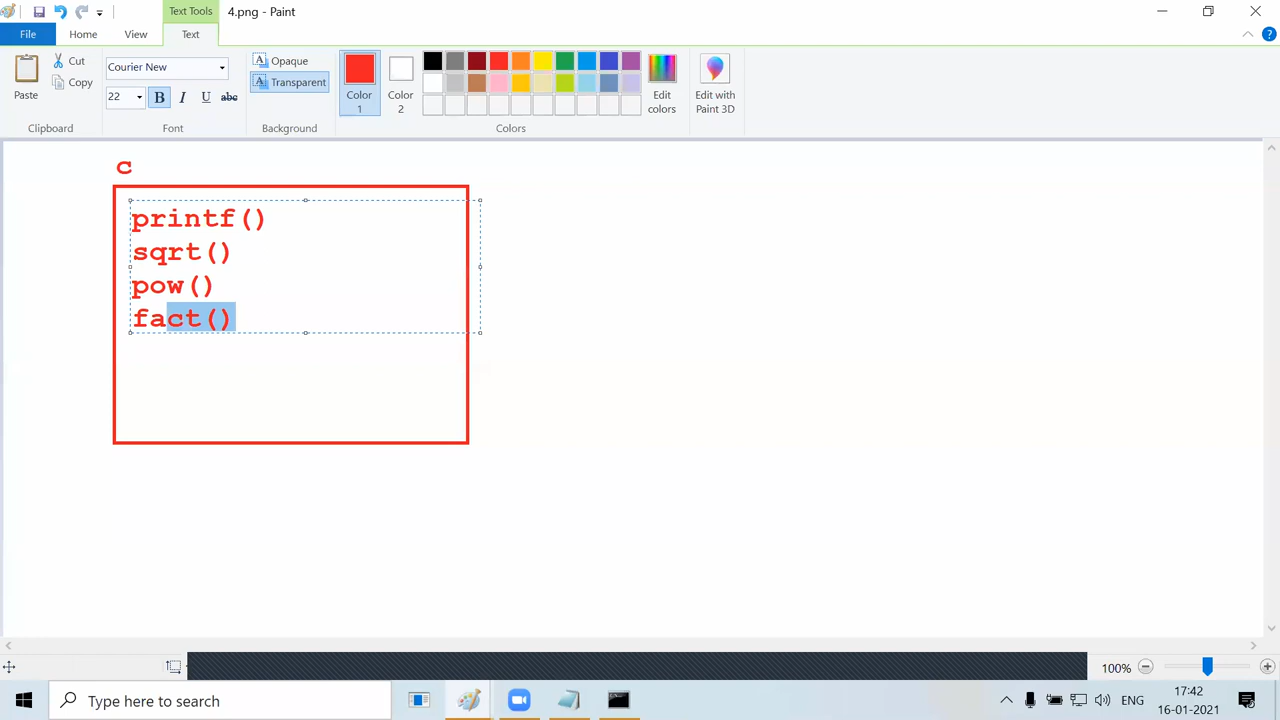 Text Tools
4.png - Paint
File
Home
View
Text
Paste
Cut
Copy
Clipboard
Courier New
22
B I U abc
Font
Opaque
Transparent
Background
Color 1
Color 2
Edit colors
Colors
Edit with Paint 3D
c
printf()
sqrt()
pow()
fact()
100%
Type here to search
ENG
17:42
16-01-2021